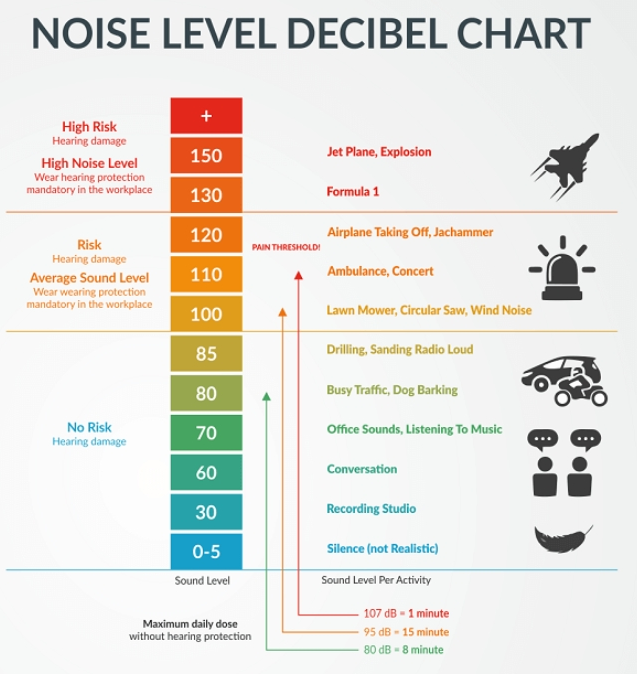 NOISE LEVEL DECIBEL CHART
High Risk
Hearing damage
High Noise Level
Wear hearing protection
mandatory in the workplace
+
150
Jet Plane, Explosion
130
Formula 1
Risk
Hearing damage
Average Sound Level
Wear wearing protection
mandatory in the workplace
120
PAIN THRESHOLD!
Airplane Taking Off, Jachammer
110
Ambulance, Concert
100
Lawn Mower, Circular Saw, Wind Noise
85
Drilling, Sanding Radio Loud
80
Busy Traffic, Dog Barking
No Risk
Hearing damage
70
Office Sounds, Listening To Music
60
Conversation
30
Recording Studio
0-5
Silence (not Realistic)
Sound Level
Sound Level Per Activity
Maximum daily dose
without hearing protection
107 dB = 1 minute
95 dB = 15 minute
80 dB = 8 minute